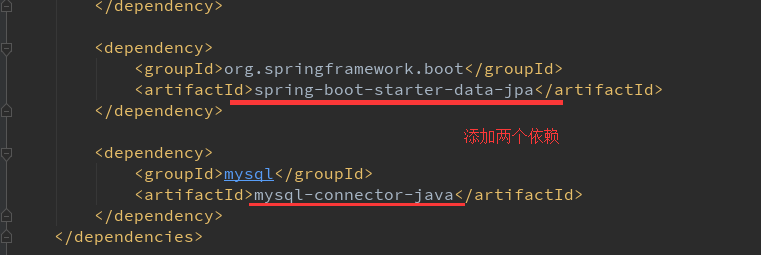 </dependency>
<dependency>
<groupId>org.springframework.boot</groupId>
<artifactId>spring-boot-starter-data-jpa</artifactId>
</dependency>
添加两个依赖
<dependency>
<groupId>mysql</groupId>
<artifactId>mysql-connector-java</artifactId>
</dependency>
</dependencies>